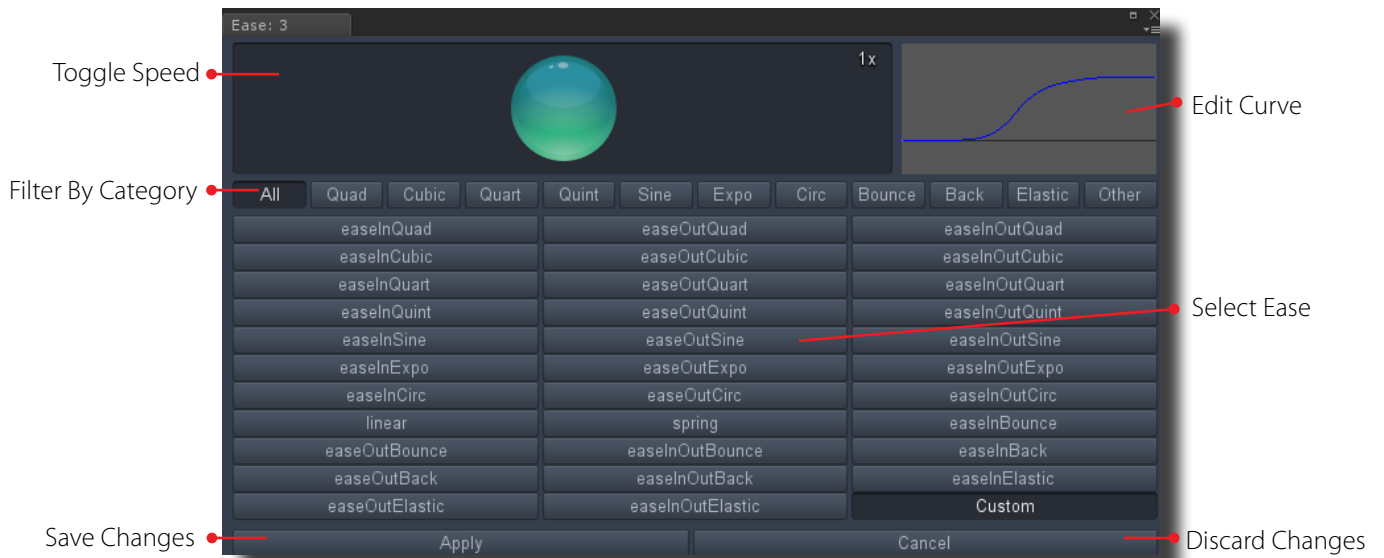 Ease: 3
Toggle Speed
1x
Edit Curve
Filter By Category
All Quad Cubic Quart Quint Sine Expo Circ Bounce Back Elastic Other
easeInQuad easeOutQuad easeInOutQuad
easeInCubic easeOutCubic easeInOutCubic
easeInQuart easeOutQuart easeInOutQuart
easeInQuint easeOutQuint easeInOutQuint
Select Ease
easeInSine easeOutSine easeInOutSine
easeInExpo easeOutExpo easeInOutExpo
easeInCirc easeOutCirc easeInOutCirc
linear spring easeInBounce
easeOutBounce easeInOutBounce easeInBack
easeOutBack easeInOutBack easeInElastic
easeOutElastic easeInOutElastic Custom
Save Changes
Apply Cancel
Discard Changes